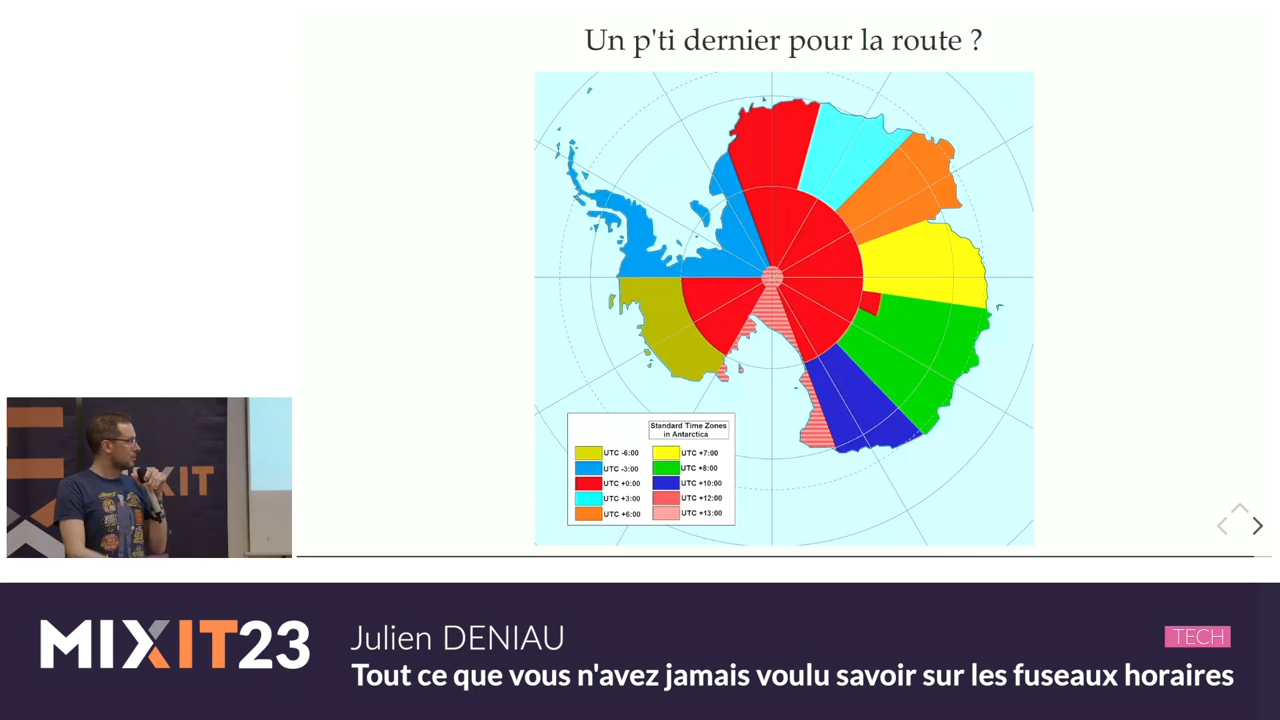 Un p'ti dernier pour la route ?
Standard Time Zones
in Antarctica
UTC -6:00
UTC -3:00
UTC +0:00
UTC +3:00
UTC +6:00
UTC +7:00
UTC +8:00
UTC +10:00
UTC +12:00
UTC +13:00
XIT
MIXIT23
Julien DENIAU
TECH
Tout ce que vous n'avez jamais voulu savoir sur les fuseaux horaires